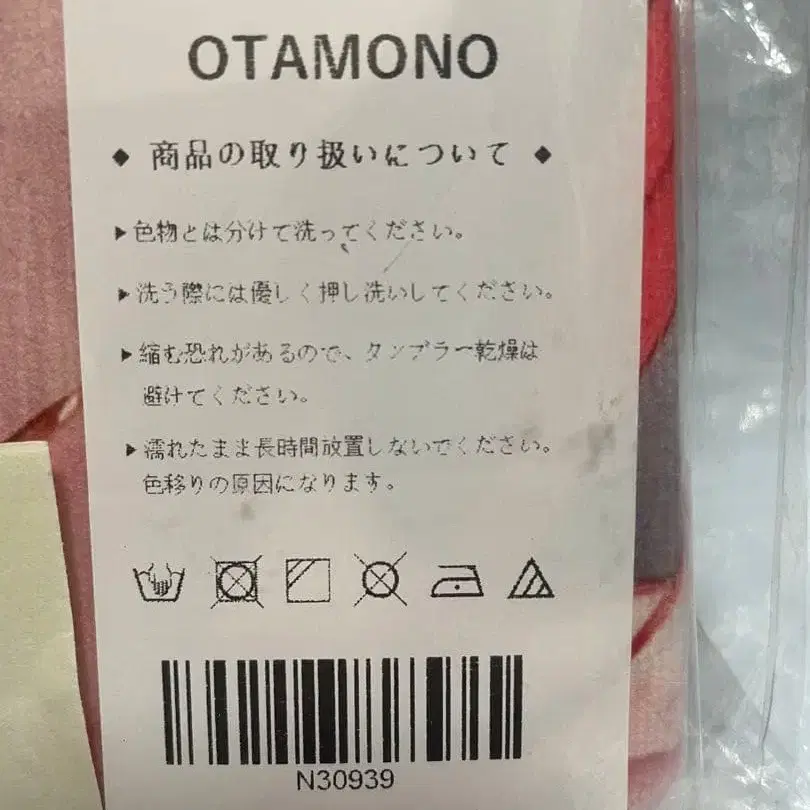 OTAMONO
◆ 商品の取り扱いについて ◆
▶色物とは分けて洗ってください。
▶洗う際には優しく押し洗いしてください。
▶縮む恐れがあるので、タンブラー乾燥は
避けてください。
▶濡れたまま長時間放置しないでください。
色移りの原因になります。
N30939